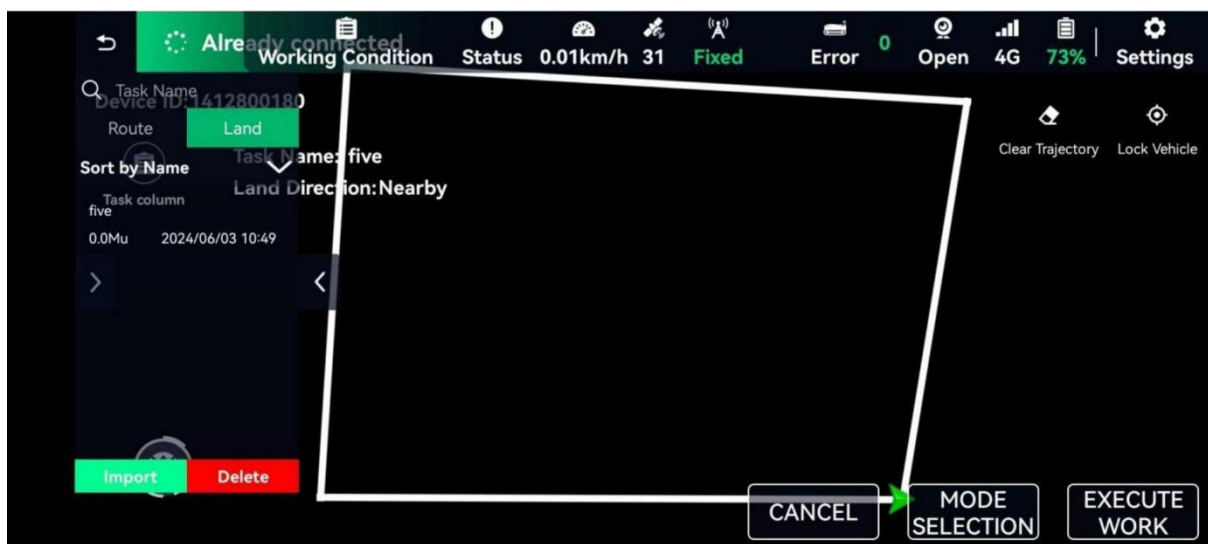 Already connected
Working Condition
Status
0.01km/h
31
Fixed
Error
0
Open
4G
73%
Settings
Task Name
Device ID:1412800180
Route
Land
Sort by Name
Task Name: five
Land Direction:Nearby
Task column
five
0.0Mu 2024/06/03 10:49
Clear Trajectory
Lock Vehicle
Import
Delete
CANCEL
MODE
SELECTION
EXECUTE
WORK